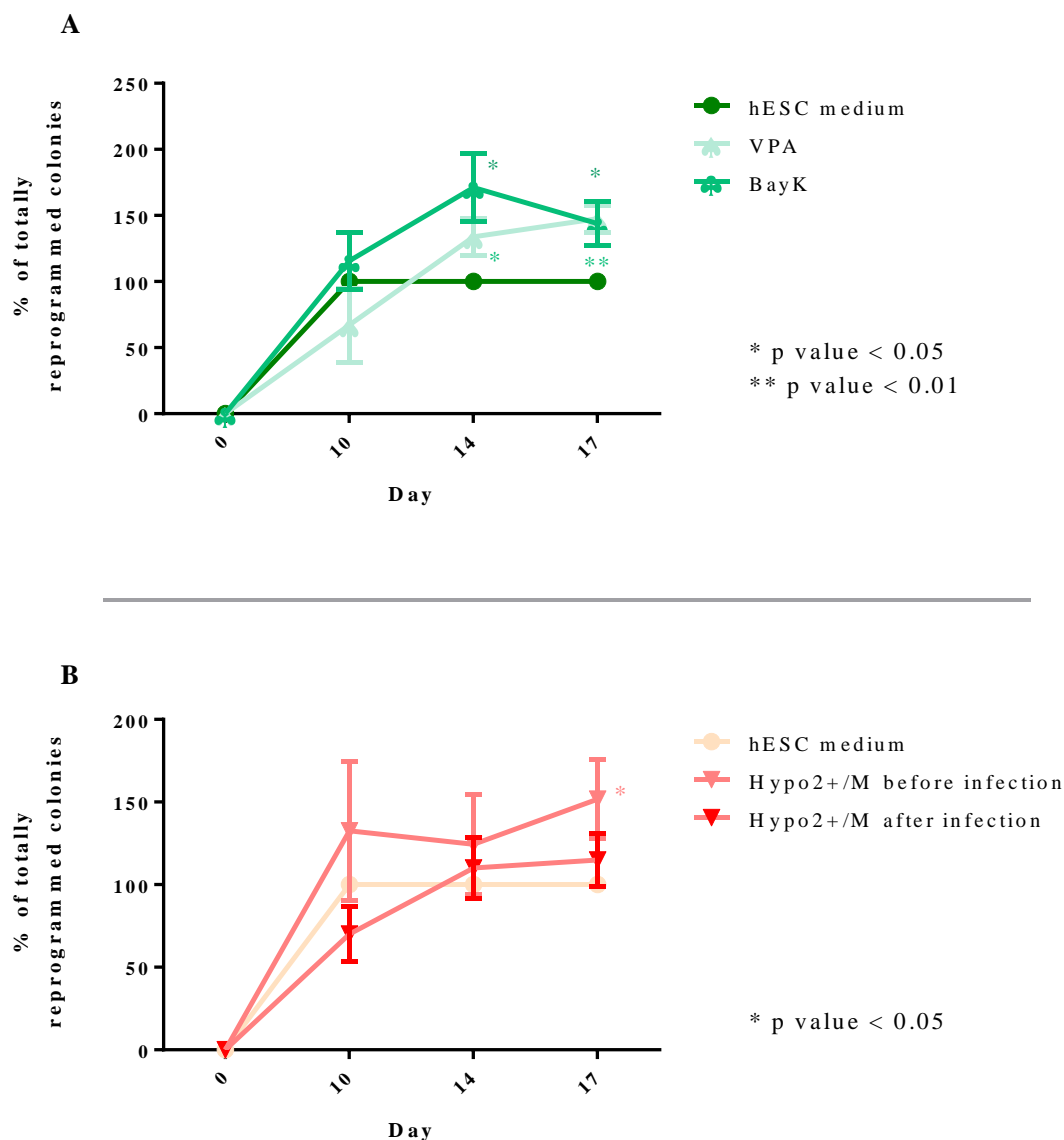 A
% of totally
reprogrammed colonies
250
200
150
100
50
0
0
10
14
17
Day
*
*
*
**
hESC medium
VPA
BayK
* p value < 0.05
** p value < 0.01
B
% of totally
reprogrammed colonies
200
150
100
50
0
0
10
14
17
Day
*
hESC medium
Hypo2+/M before infection
Hypo2+/M after infection
* p value < 0.05